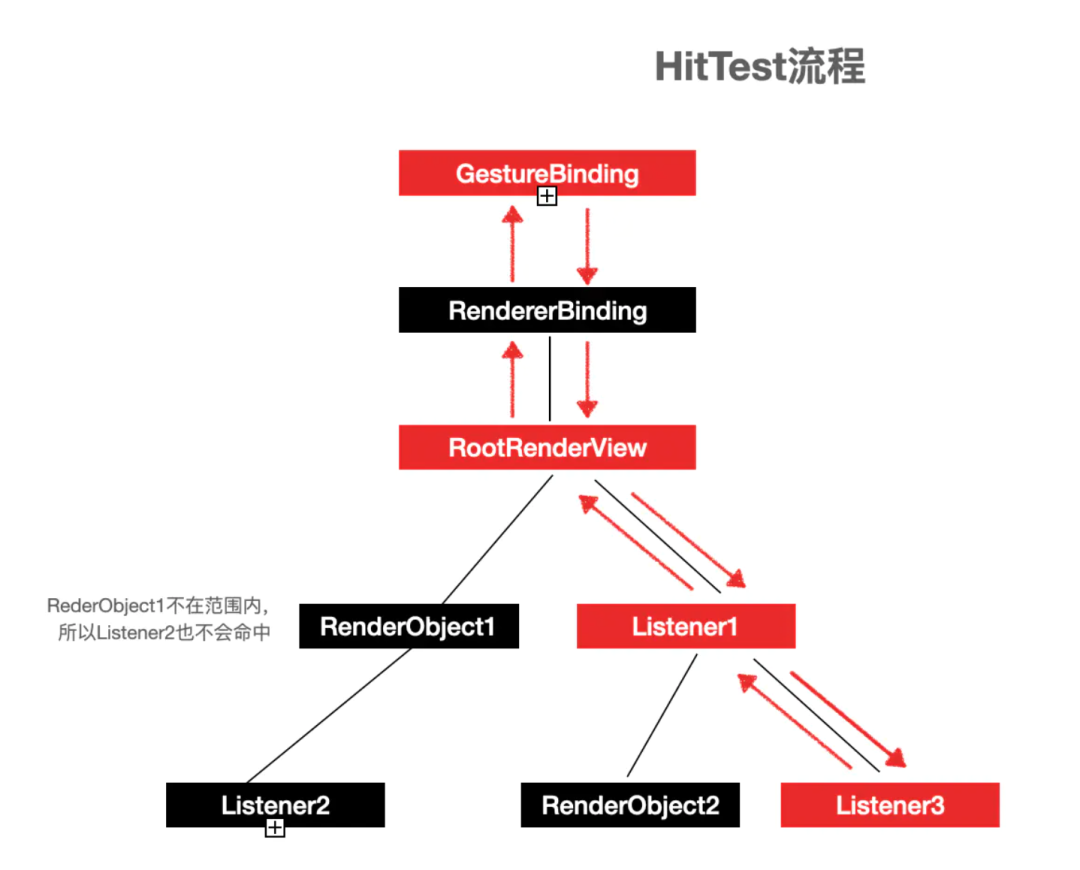 HitTest流程
GestureBinding
RendererBinding
RootRenderView
RederObject1不在范围内,
所以Listener2也不会命中
RenderObject1
Listener1
Listener2
RenderObject2
Listener3